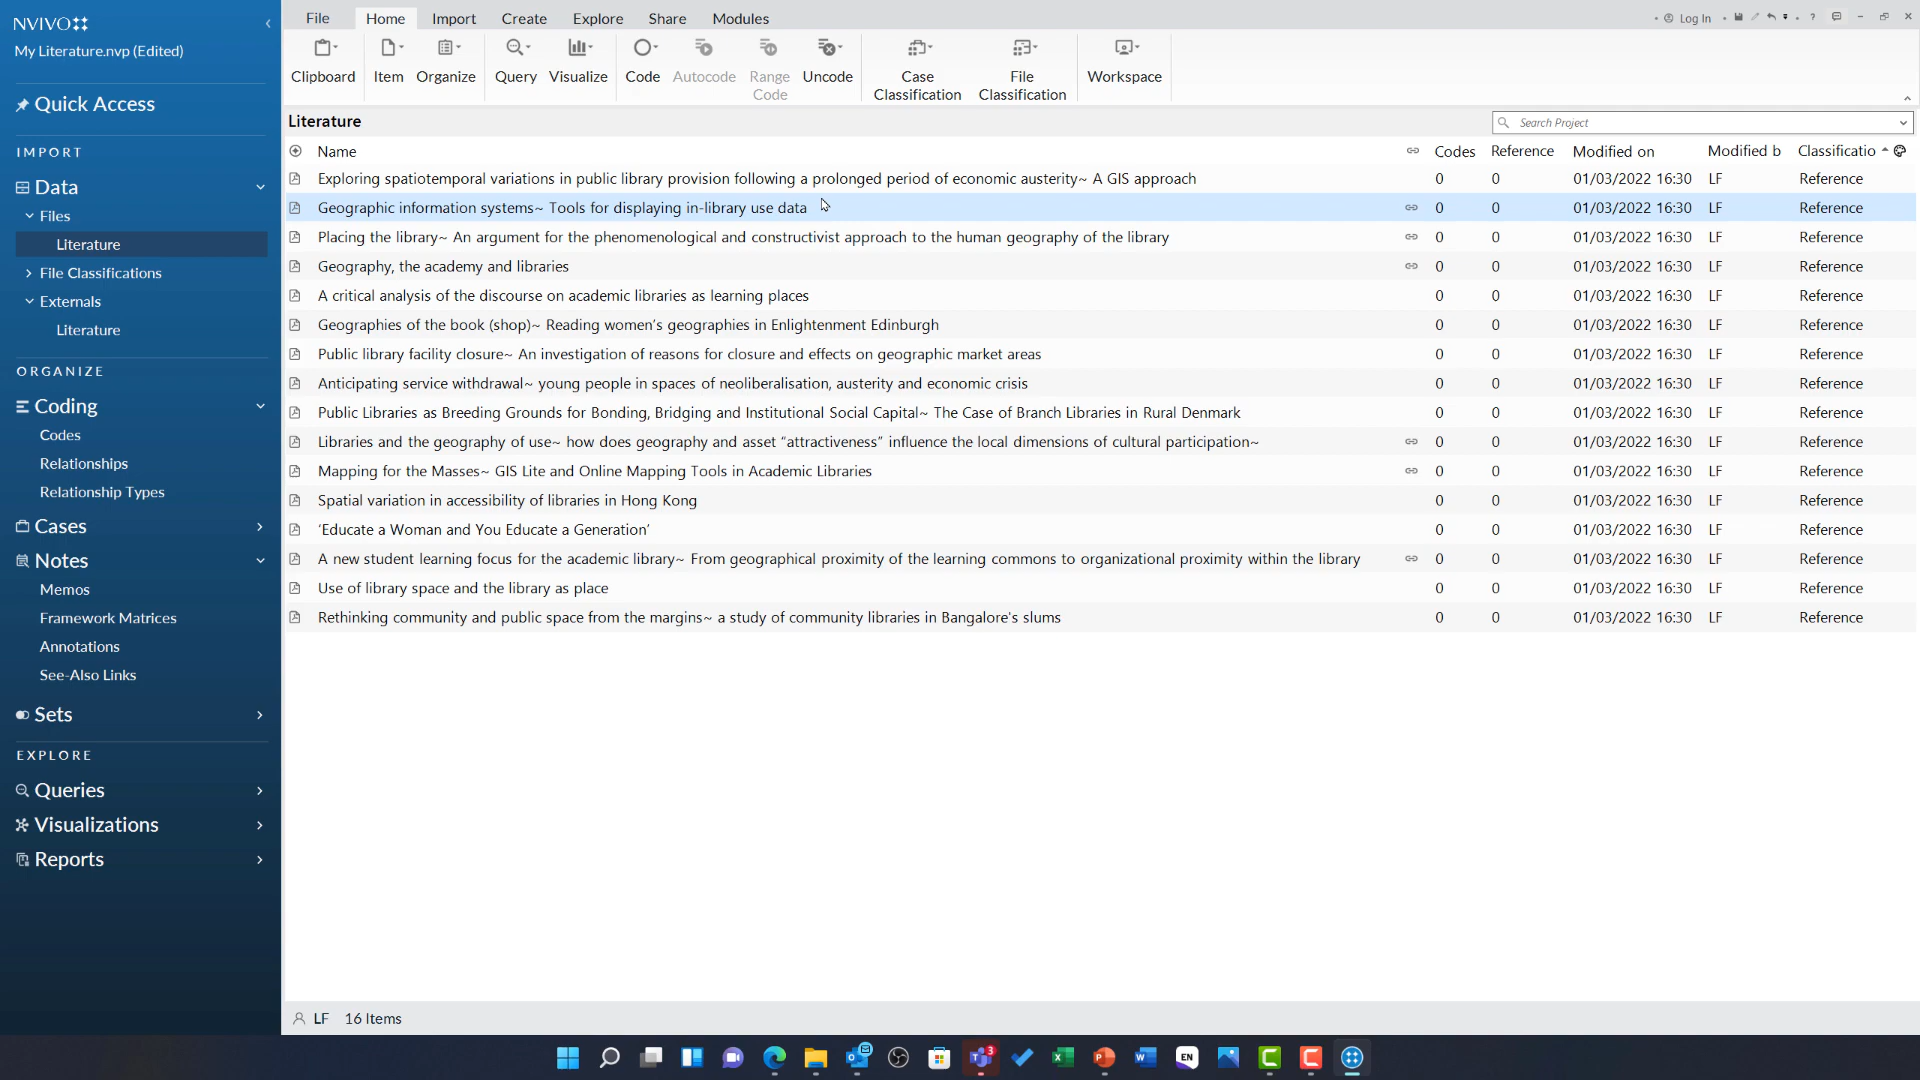 NVIVO
My Literature.nvp (Edited)
Quick Access
IMPORT
Data
Files
Literature
File Classifications
Externals
Literature
ORGANIZE
Coding
Codes
Relationships
Relationship Types
Cases
Notes
Memos
Framework Matrices
Annotations
See-Also Links
Sets
EXPLORE
Queries
Visualizations
Reports
File Home Import Create Explore Share Modules
Log In ?
Clipboard Item Organize Query Visualize Code Autocode Range Code Uncode Case Classification File Classification Workspace
Literature
Search Project
Name Codes Reference Modified on Modified b Classificatio
Exploring spatiotemporal variations in public library provision following a prolonged period of economic austerity~ A GIS approach 0 0 01/03/2022 16:30 LF Reference
Geographic information systems~ Tools for displaying in-library use data 0 0 01/03/2022 16:30 LF Reference
Placing the library~ An argument for the phenomenological and constructivist approach to the human geography of the library 0 0 01/03/2022 16:30 LF Reference
Geography, the academy and libraries 0 0 01/03/2022 16:30 LF Reference
A critical analysis of the discourse on academic libraries as learning places 0 0 01/03/2022 16:30 LF Reference
Geographies of the book (shop)~ Reading women's geographies in Enlightenment Edinburgh 0 0 01/03/2022 16:30 LF Reference
Public library facility closure~ An investigation of reasons for closure and effects on geographic market areas 0 0 01/03/2022 16:30 LF Reference
Anticipating service withdrawal~ young people in spaces of neoliberalisation, austerity and economic crisis 0 0 01/03/2022 16:30 LF Reference
Public Libraries as Breeding Grounds for Bonding, Bridging and Institutional Social Capital~ The Case of Branch Libraries in Rural Denmark 0 0 01/03/2022 16:30 LF Reference
Libraries and the geography of use~ how does geography and asset “attractiveness” influence the local dimensions of cultural participation~ 0 0 01/03/2022 16:30 LF Reference
Mapping for the Masses~ GIS Lite and Online Mapping Tools in Academic Libraries 0 0 01/03/2022 16:30 LF Reference
Spatial variation in accessibility of libraries in Hong Kong 0 0 01/03/2022 16:30 LF Reference
‘Educate a Woman and You Educate a Generation’ 0 0 01/03/2022 16:30 LF Reference
A new student learning focus for the academic library~ From geographical proximity of the learning commons to organizational proximity within the library 0 0 01/03/2022 16:30 LF Reference
Use of library space and the library as place 0 0 01/03/2022 16:30 LF Reference
Rethinking community and public space from the margins~ a study of community libraries in Bangalore's slums 0 0 01/03/2022 16:30 LF Reference
LF 16 Items
EN